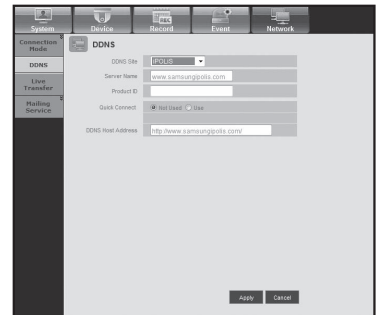 System Device Record Event Network
REC
Connection Mode
DDNS
Live Transfer
Mailing Service
DDNS
DDNS Site iPOLiS
Server Name www.samsungipolis.com
Product ID
Quick Connect Not Used Use
DDNS Host Address http://www.samsungipolis.com/
Apply Cancel